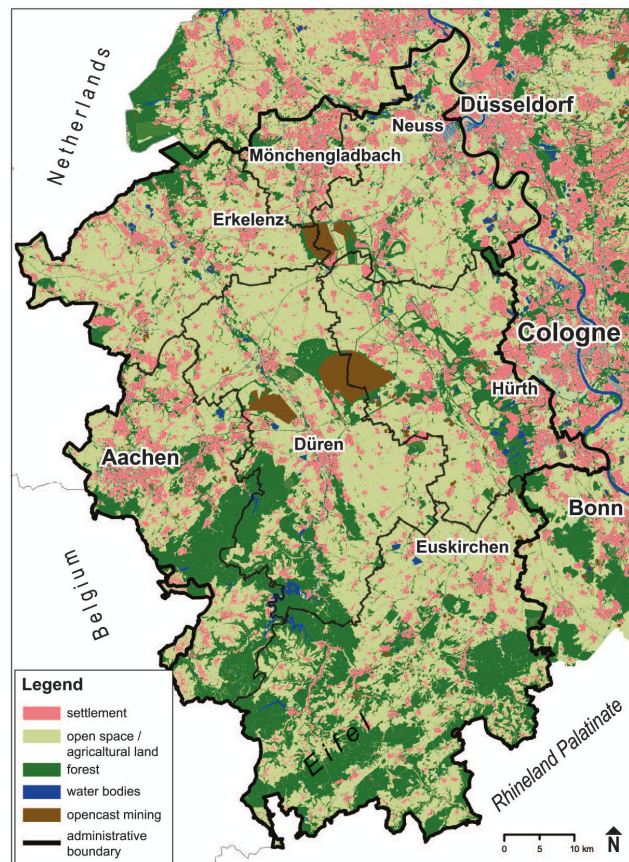 Netherlands
Düsseldorf
Neuss
Mönchengladbach
Erkelenz
Cologne
Hürth
Düren
Aachen
Bonn
Euskirchen
Belgium
Eifel
Rhineland Palatinate
Legend
settlement
open space /
agricaltural land
forest
water bodies
opencast mining
administrative
boundary
0 5 10 km
N